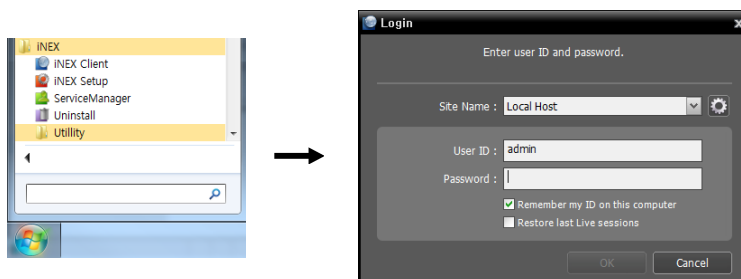 iNEX
iNEX Client
iNEX Setup
ServiceManager
Uninstall
Utillity
Login
Enter user ID and password.
Site Name : Local Host
User ID : admin
Password :
Remember my ID on this computer
Restore last Live sessions
OK Cancel